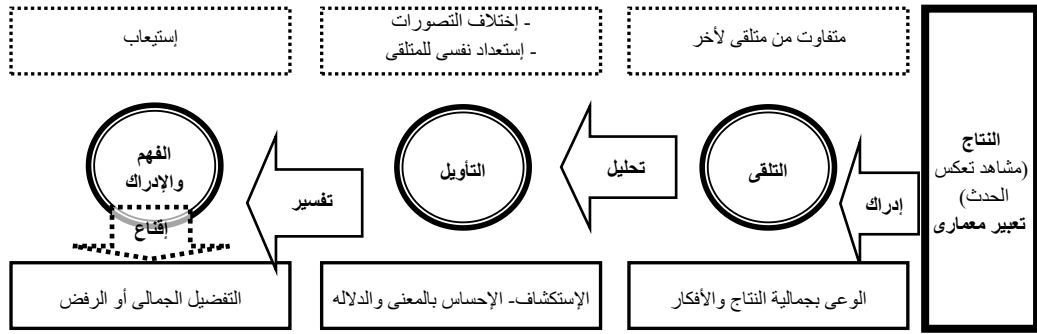 النتاج
(مشاهد تعكس
الحدث)
تعبير معمارى
إدراك
متفاوت من متلقى لأخر
التلقى
الوعى بجمالية النتاج والأفكار
تحليل
- إختلاف التصورات
- إستعداد نفسى للمتلقى
التأويل
الإستكشاف- الإحساس بالمعنى والدلاله
تفسير
إستيعاب
الفهم
والإدراك
إقناع
التفضيل الجمالى أو الرفض